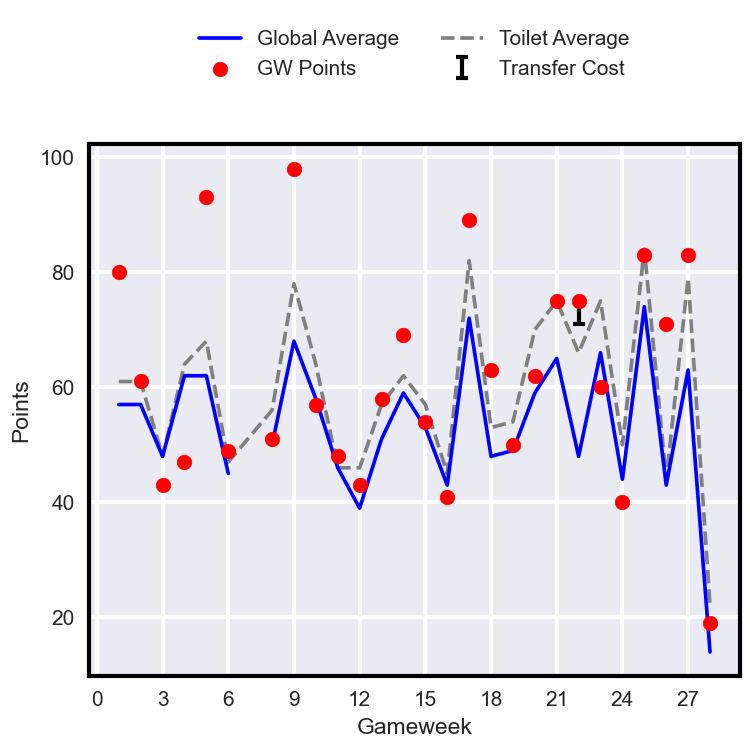 Global Average Toilet Average
GW Points Transfer Cost
100
80
60
40
20
Points
0 3 6 9 12 15 18 21 24 27
Gameweek